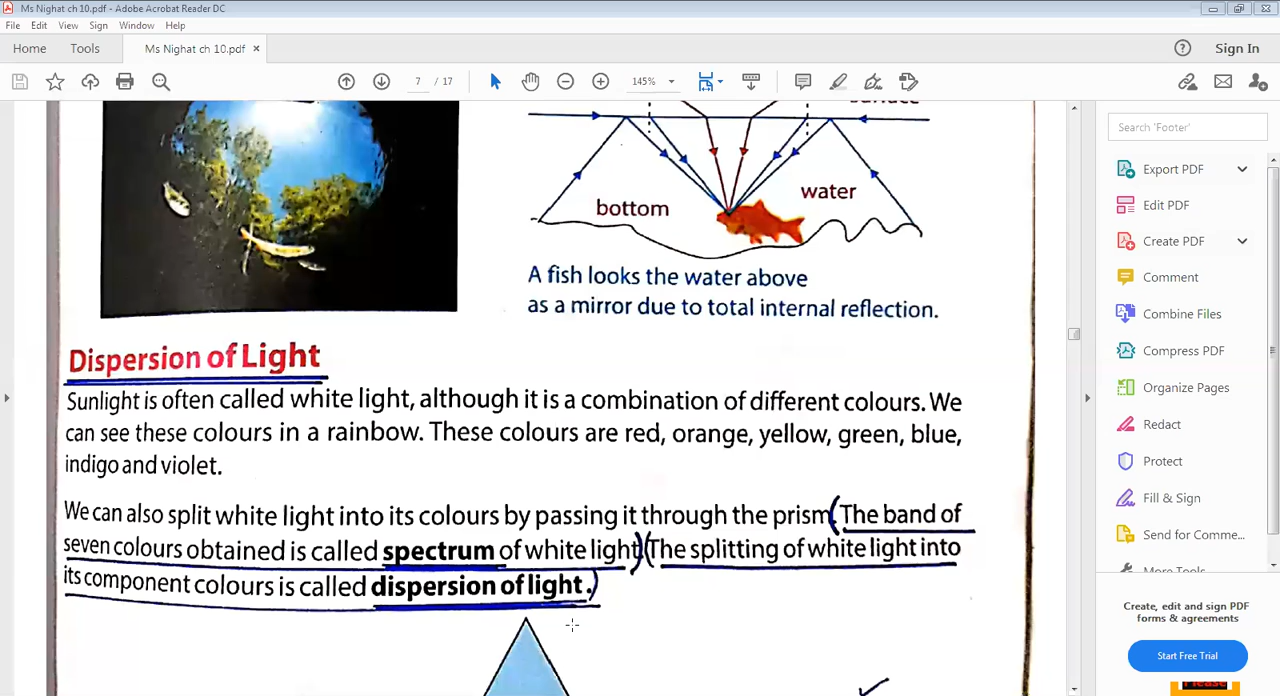 Ms Nighat ch 10.pdf - Adobe Acrobat Reader DC
File Edit View Sign Window Help
Home Tools Ms Nighat ch 10.pdf × Sign In
7 / 17 145%
Search 'Footer'
bottom
water
A fish looks the water above
as a mirror due to total internal reflection.
Dispersion of Light
Sunlight is often called white light, although it is a combination of different colours. We
can see these colours in a rainbow. These colours are red, orange, yellow, green, blue,
indigo and violet.
We can also split white light into its colours by passing it through the prism. (The band of
seven colours obtained is called spectrum of white light.) (The splitting of white light into
its component colours is called dispersion of light.)
Export PDF
Edit PDF
Create PDF
Comment
Combine Files
Compress PDF
Organize Pages
Redact
Protect
Fill & Sign
Send for Comme...
More Tools
Create, edit and sign PDF
forms & agreements
Start Free Trial